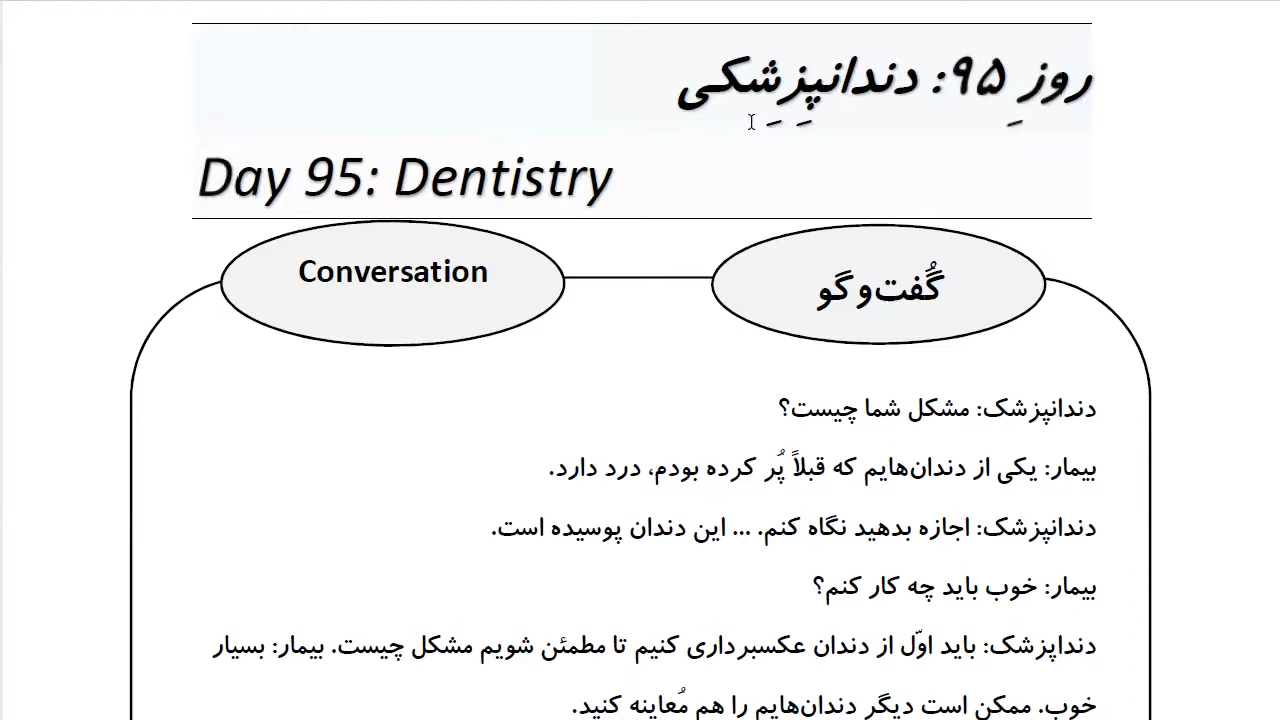 روزِ ۹۵: دندانپِزِشکی
Day 95: Dentistry
Conversation
گُفت‌وگو
دندانپزشک: مشکل شما چیست؟
بیمار: یکی از دندان‌هایم که قبلاً پُر کرده بودم، درد دارد.
دندانپزشک: اجازه بدهید نگاه کنم. ... این دندان پوسیده است.
بیمار: خوب باید چه کار کنم؟
دنداپزشک: باید اوّل از دندان عکسبرداری کنیم تا مطمئن شویم مشکل چیست. بیمار: بسیار
خوب. ممکن است دیگر دندان‌هایم را هم مُعاینه کنید.